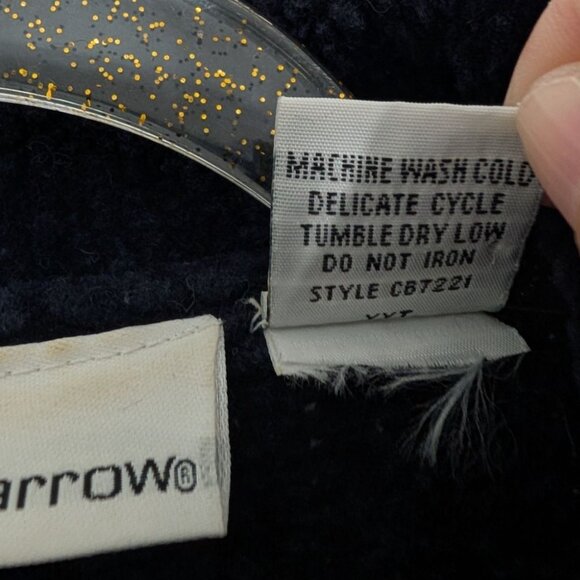 MACHINE WASH COLD
DELICATE CYCLE
TUMBLE DRY LOW
DO NOT IRON
STYLE CBT221
arrow®